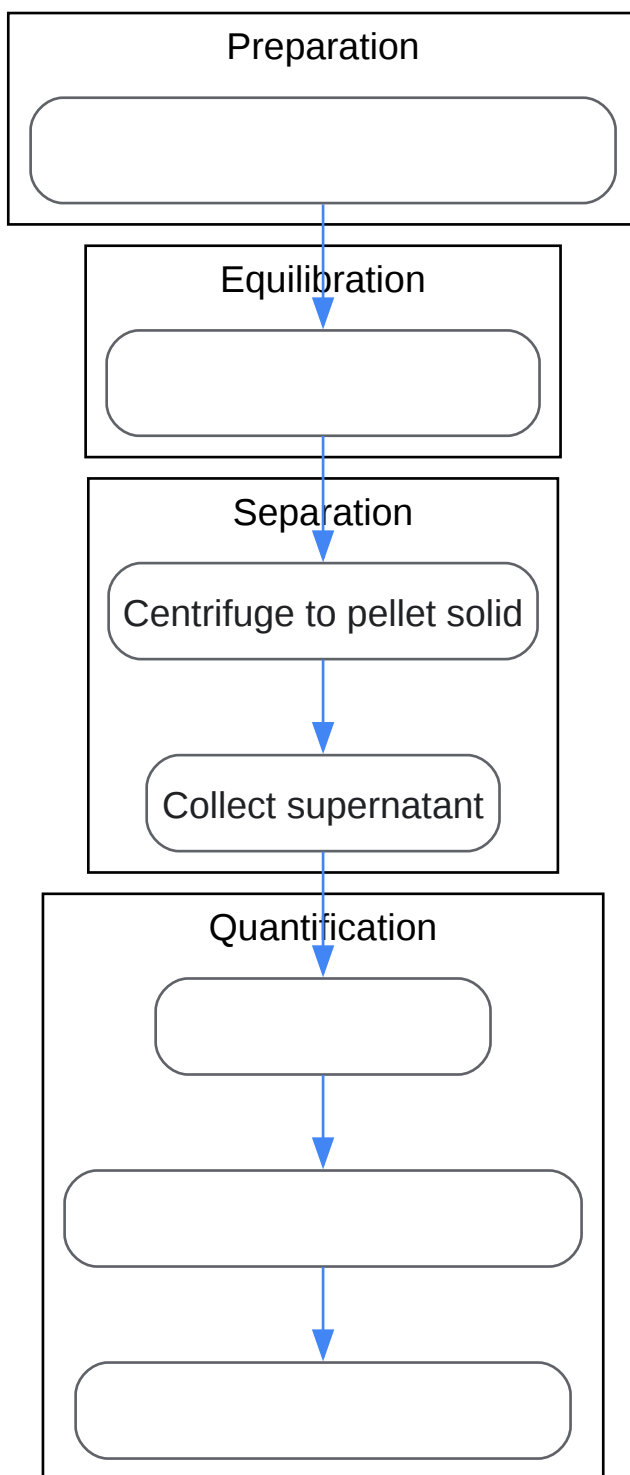 Preparation
Equilibration
Separation
Centrifuge to pellet solid
Collect supernatant
Quantification